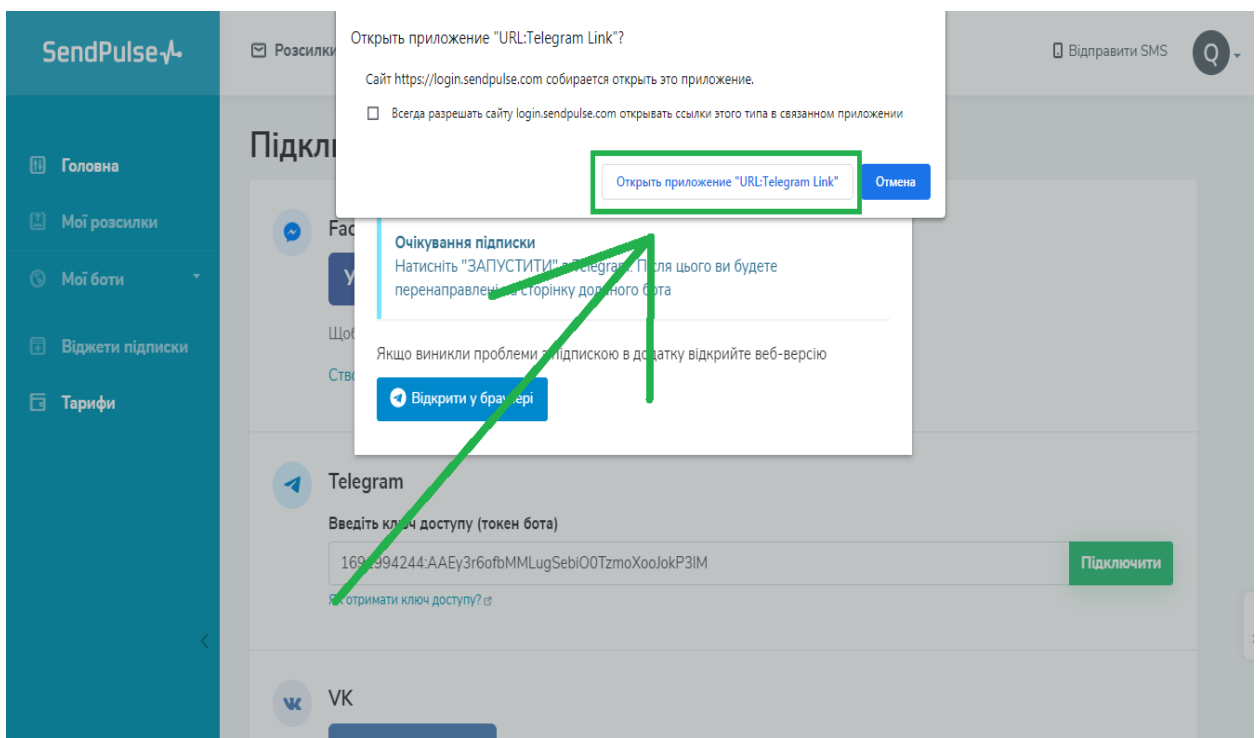 SendPulse
Розсилки
Відправити SMS
Q
Открыть приложение "URL:Telegram Link"?
Сайт https://login.sendpulse.com собирается открыть это приложение.
Всегда разрешать сайту login.sendpulse.com открывать ссылки этого типа в связанном приложении
Открыть приложение "URL:Telegram Link"
Отмена
Головна
Мої розсилки
Мої боти
Віджети підписки
Тарифи
Підкл
Fac
У
Щоб
Ство
Очікування підписки
Натисніть "ЗАПУСТИТИ" Telegram. Після цього ви будете
перенаправлені сторінку доданого бота
Якщо виникли проблеми з підпискою в додатку відкрийте веб-версію
Відкрити у браузері
Telegram
Введіть ключ доступу (токен бота)
Підключити
Як отримати ключ доступу?
VK